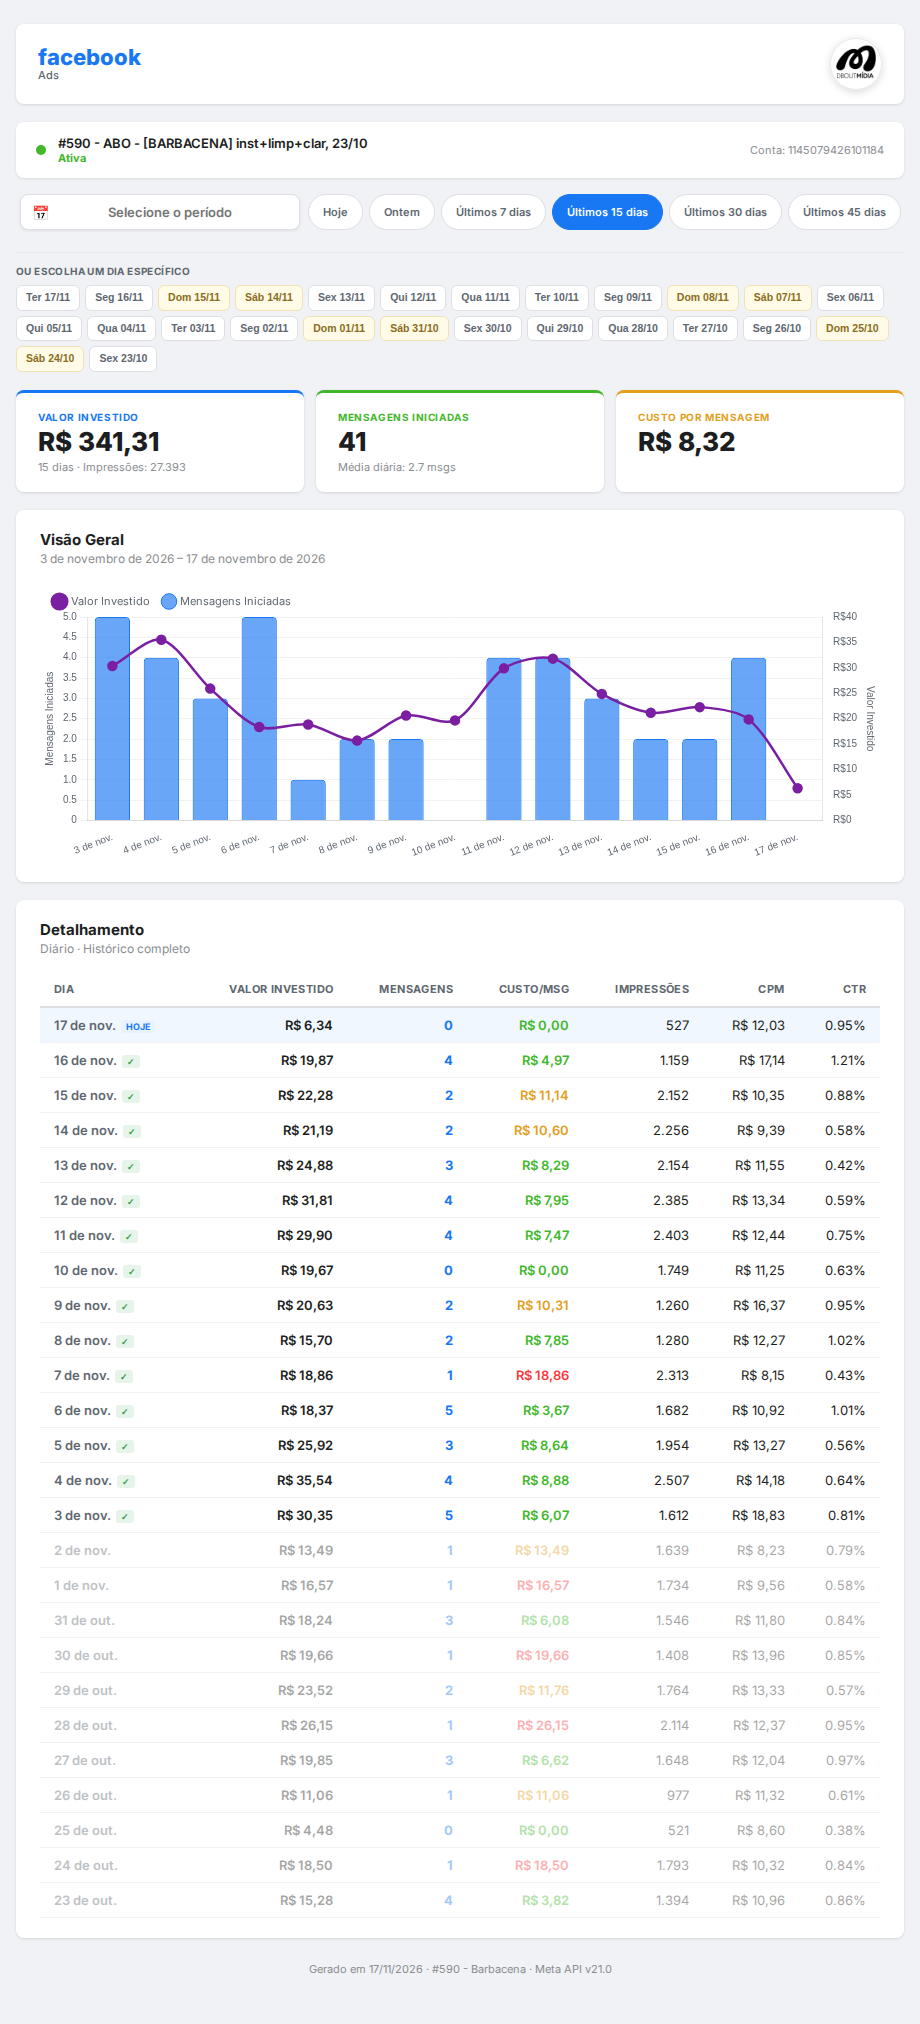 facebook
Ads
DBOUTMÍDIA
#590 - ABO - [BARBACENA] inst+limp+clar, 23/10
Ativa
Conta: 1145079426101184
📅 Selecione o período
Hoje
Ontem
Últimos 7 dias
Últimos 15 dias
Últimos 30 dias
Últimos 45 dias
OU ESCOLHA UM DIA ESPECÍFICO
Ter 17/11 Seg 16/11 Dom 15/11 Sáb 14/11 Sex 13/11 Qui 12/11 Qua 11/11 Ter 10/11 Seg 09/11 Dom 08/11 Sáb 07/11 Sex 06/11
Qui 05/11 Qua 04/11 Ter 03/11 Seg 02/11 Dom 01/11 Sáb 31/10 Sex 30/10 Qui 29/10 Qua 28/10 Ter 27/10 Seg 26/10 Dom 25/10
Sáb 24/10 Sex 23/10
VALOR INVESTIDO
R$ 341,31
15 dias · Impressões: 27.393
MENSAGENS INICIADAS
41
Média diária: 2.7 msgs
CUSTO POR MENSAGEM
R$ 8,32
Visão Geral
3 de novembro de 2026 – 17 de novembro de 2026
Valor Investido Mensagens Iniciadas
Mensagens Iniciadas
5.0
4.5
4.0
3.5
3.0
2.5
2.0
1.5
1.0
0.5
0
R$40
R$35
R$30
R$25
R$20
R$15
R$10
R$5
R$0
Valor Investido
3 de nov. 4 de nov. 5 de nov. 6 de nov. 7 de nov. 8 de nov. 9 de nov. 10 de nov. 11 de nov. 12 de nov. 13 de nov. 14 de nov. 15 de nov. 16 de nov. 17 de nov.
Detalhamento
Diário · Histórico completo
DIA VALOR INVESTIDO MENSAGENS CUSTO/MSG IMPRESSÕES CPM CTR
17 de nov. HOJE R$ 6,34 0 R$ 0,00 527 R$ 12,03 0.95%
16 de nov. ✓ R$ 19,87 4 R$ 4,97 1.159 R$ 17,14 1.21%
15 de nov. ✓ R$ 22,28 2 R$ 11,14 2.152 R$ 10,35 0.88%
14 de nov. ✓ R$ 21,19 2 R$ 10,60 2.256 R$ 9,39 0.58%
13 de nov. ✓ R$ 24,88 3 R$ 8,29 2.154 R$ 11,55 0.42%
12 de nov. ✓ R$ 31,81 4 R$ 7,95 2.385 R$ 13,34 0.59%
11 de nov. ✓ R$ 29,90 4 R$ 7,47 2.403 R$ 12,44 0.75%
10 de nov. ✓ R$ 19,67 0 R$ 0,00 1.749 R$ 11,25 0.63%
9 de nov. ✓ R$ 20,63 2 R$ 10,31 1.260 R$ 16,37 0.95%
8 de nov. ✓ R$ 15,70 2 R$ 7,85 1.280 R$ 12,27 1.02%
7 de nov. ✓ R$ 18,86 1 R$ 18,86 2.313 R$ 8,15 0.43%
6 de nov. ✓ R$ 18,37 5 R$ 3,67 1.682 R$ 10,92 1.01%
5 de nov. ✓ R$ 25,92 3 R$ 8,64 1.954 R$ 13,27 0.56%
4 de nov. ✓ R$ 35,54 4 R$ 8,88 2.507 R$ 14,18 0.64%
3 de nov. ✓ R$ 30,35 5 R$ 6,07 1.612 R$ 18,83 0.81%
2 de nov. R$ 13,49 1 R$ 13,49 1.639 R$ 8,23 0.79%
1 de nov. R$ 16,57 1 R$ 16,57 1.734 R$ 9,56 0.58%
31 de out. R$ 18,24 3 R$ 6,08 1.546 R$ 11,80 0.84%
30 de out. R$ 19,66 1 R$ 19,66 1.408 R$ 13,96 0.85%
29 de out. R$ 23,52 2 R$ 11,76 1.764 R$ 13,33 0.57%
28 de out. R$ 26,15 1 R$ 26,15 2.114 R$ 12,37 0.95%
27 de out. R$ 19,85 3 R$ 6,62 1.648 R$ 12,04 0.97%
26 de out. R$ 11,06 1 R$ 11,06 977 R$ 11,32 0.61%
25 de out. R$ 4,48 0 R$ 0,00 521 R$ 8,60 0.38%
24 de out. R$ 18,50 1 R$ 18,50 1.793 R$ 10,32 0.84%
23 de out. R$ 15,28 4 R$ 3,82 1.394 R$ 10,96 0.86%
Gerado em 17/11/2026 · #590 - Barbacena · Meta API v21.0